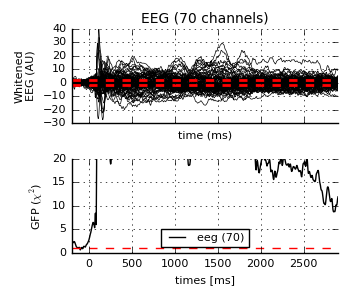 EEG (70 channels)
Whitened
EEG (AU)
40
30
20
10
0
−10
−20
−30
time (ms)
GFP (χ²)
20
15
10
5
0
eeg (70)
0 500 1000 1500 2000 2500
times [ms]